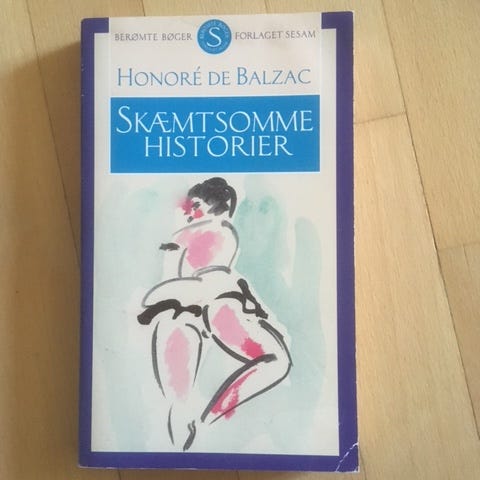 BERØMTE BØGER S FORLAGET SESAM
HONORÉ DE BALZAC
SKÆMTSOMME
HISTORIER